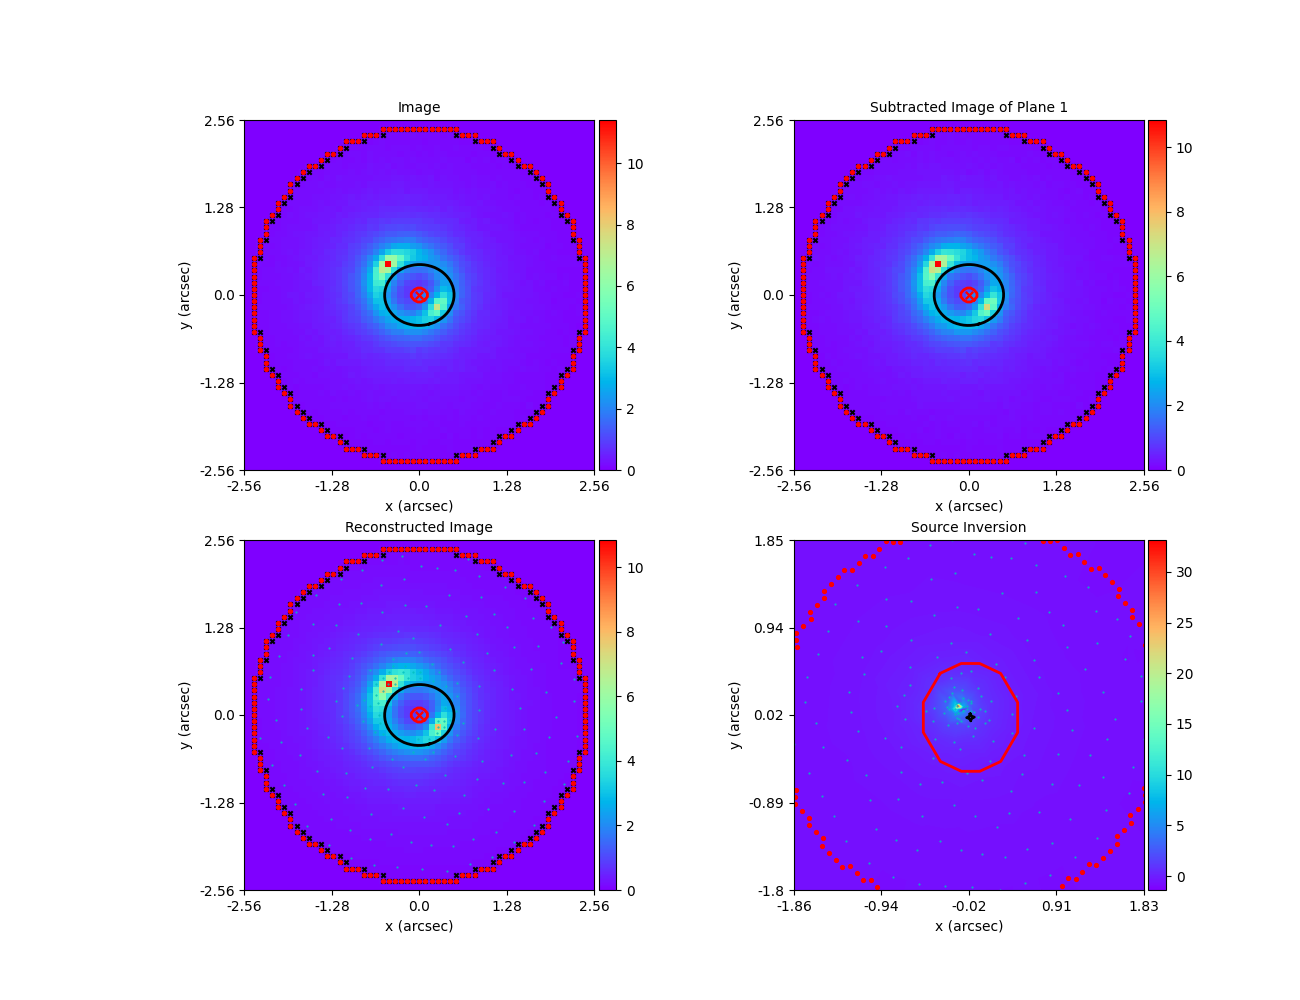 Image
2.56
1.28
0.0
-1.28
-2.56
y (arcsec)
-2.56 -1.28 0.0 1.28 2.56
x (arcsec)
10
8
6
4
2
0
Subtracted Image of Plane 1
2.56
1.28
0.0
-1.28
-2.56
y (arcsec)
-2.56 -1.28 0.0 1.28 2.56
x (arcsec)
10
8
6
4
2
0
Reconstructed Image
2.56
1.28
0.0
-1.28
-2.56
y (arcsec)
-2.56 -1.28 0.0 1.28 2.56
x (arcsec)
10
8
6
4
2
0
Source Inversion
1.85
0.94
0.02
-0.89
-1.8
y (arcsec)
-1.86 -0.94 -0.02 0.91 1.83
x (arcsec)
30
25
20
15
10
5
0